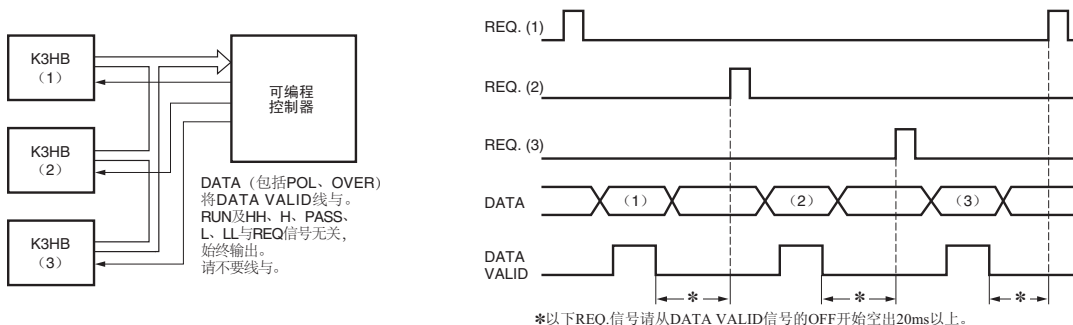 K3HB
（1）
K3HB
（2）
K3HB
（3）
可编程
控制器
DATA（包括POL、OVER）
将DATA VALID线与。
RUN及HH、H、PASS、
L、LL与REQ信号无关，
始终输出。
请不要线与。
REQ. (1)
REQ. (2)
REQ. (3)
DATA
（1）
（2）
（3）
DATA
VALID
＊
＊
＊
＊以下REQ.信号请从DATA VALID信号的OFF开始空出20ms以上。